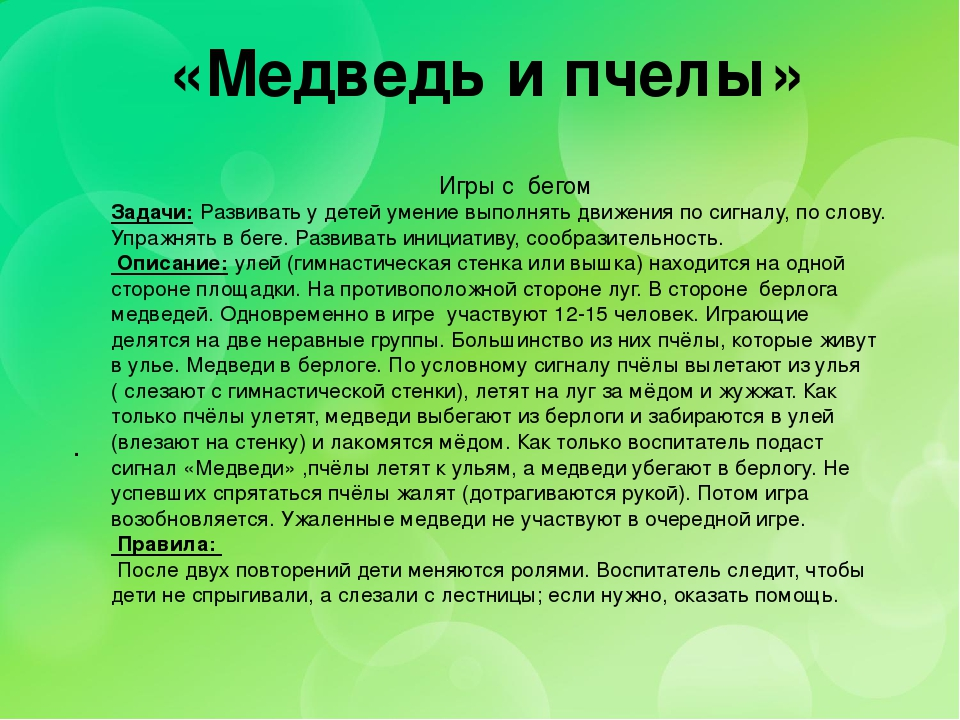 «Медведь и пчелы»
Игры с  бегом
Задачи: Развивать у детей умение выполнять движения по сигналу, по слову.
Упражнять в беге. Развивать инициативу, сообразительность.
Описание: улей (гимнастическая стенка или вышка) находится на одной
стороне площадки. На противоположной стороне луг. В стороне  берлога
медведей. Одновременно в игре  участвуют 12-15 человек. Играющие
делятся на две неравные группы. Большинство из них пчёлы, которые живут
в улье. Медведи в берлоге. По условному сигналу пчёлы вылетают из улья
( слезают с гимнастической стенки), летят на луг за мёдом и жужжат. Как
только пчёлы улетят, медведи выбегают из берлоги и забираются в улей
(влезают на стенку) и лакомятся мёдом. Как только воспитатель подаст
сигнал «Медведи» ,пчёлы летят к ульям, а медведи убегают в берлогу. Не
успевших спрятаться пчёлы жалят (дотрагиваются рукой). Потом игра
возобновляется. Ужаленные медведи не участвуют в очередной игре.
Правила:
После двух повторений дети меняются ролями. Воспитатель следит, чтобы
дети не спрыгивали, а слезали с лестницы; если нужно, оказать помощь.